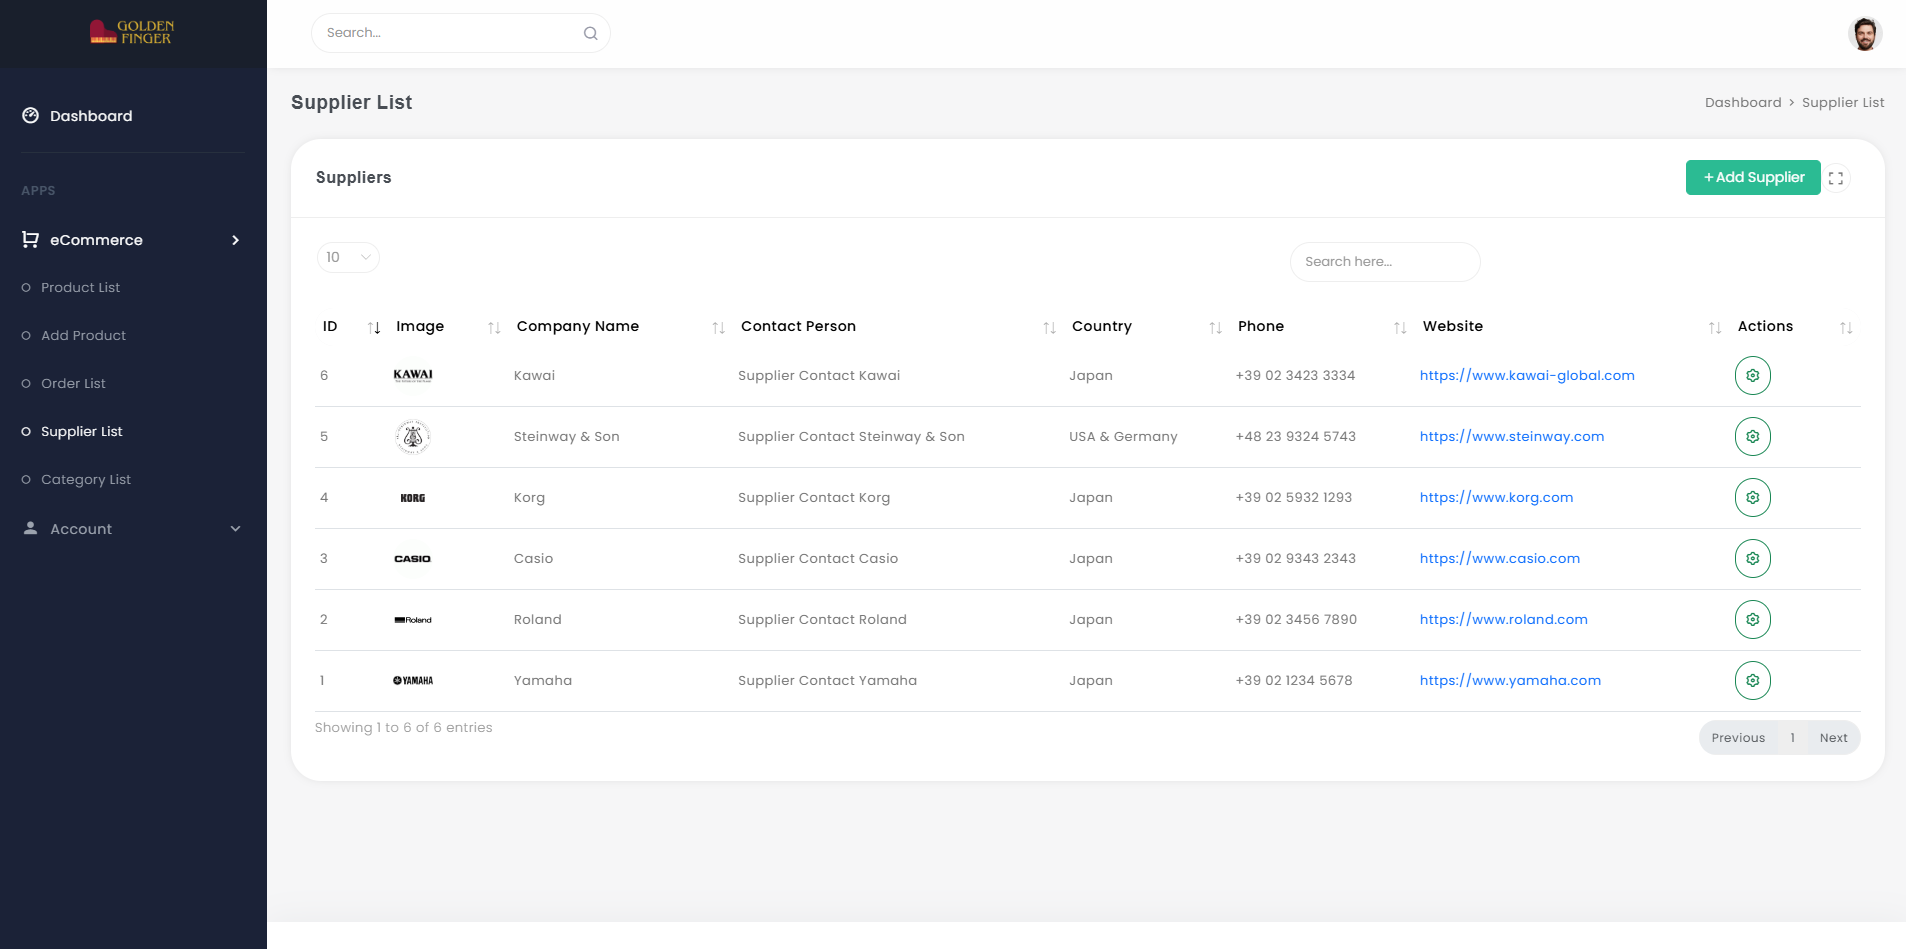 GOLDEN
FINGER
Search...
Dashboard
APPS
eCommerce
Product List
Add Product
Order List
Supplier List
Category List
Account
Supplier List
Dashboard > Supplier List
Suppliers
+Add Supplier
10
Search here...
ID Image Company Name Contact Person Country Phone Website Actions
6 KAWAI Kawai Supplier Contact Kawai Japan +39 02 3423 3334 https://www.kawai-global.com
5 Steinway & Son Supplier Contact Steinway & Son USA & Germany +48 23 9324 5743 https://www.steinway.com
4 KORG Korg Supplier Contact Korg Japan +39 02 5932 1293 https://www.korg.com
3 CASIO Casio Supplier Contact Casio Japan +39 02 9343 2343 https://www.casio.com
2 Roland Roland Supplier Contact Roland Japan +39 02 3456 7890 https://www.roland.com
1 YAMAHA Yamaha Supplier Contact Yamaha Japan +39 02 1234 5678 https://www.yamaha.com
Showing 1 to 6 of 6 entries
Previous 1 Next